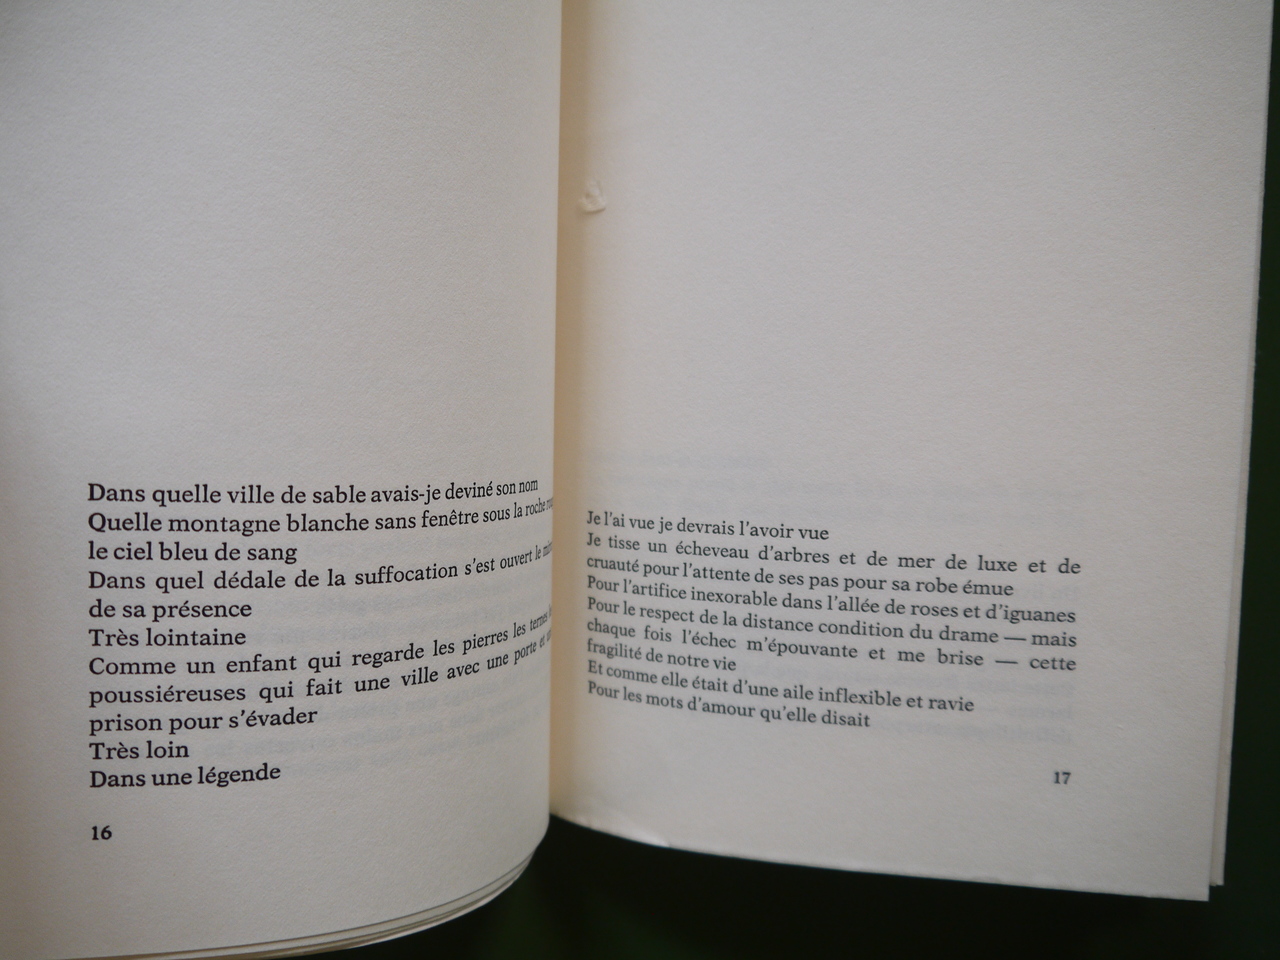 Dans quelle ville de sable avais-je deviné son nom
Quelle montagne blanche sans fenêtre sous la roche
le ciel bleu de sang
Dans quel dédale de la suffocation s'est ouvert le
de sa présence
Très lointaine
Comme un enfant qui regarde les pierres les
poussiéreuses qui fait une ville avec une porte et
prison pour s'évader
Très loin
Dans une légende
16
Je l'ai vue je devrais l'avoir vue
Je tisse un écheveau d'arbres et de mer de luxe et de
cruauté pour l'attente de ses pas pour sa robe émue
Pour l'artifice inexorable dans l'allée de roses et d'iguanes
Pour le respect de la distance condition du drame — mais
chaque fois l'échec m'épouvante et me brise — cette
fragilité de notre vie
Et comme elle était d'une aile inflexible et ravie
Pour les mots d'amour qu'elle disait
17